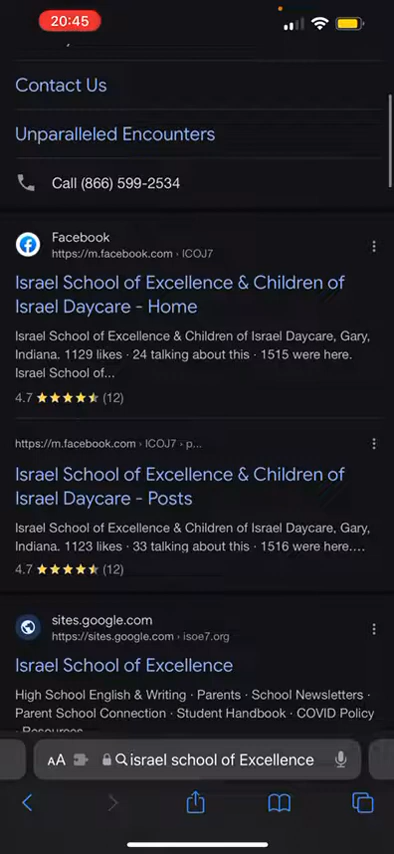 20:45
Contact Us
Unparalleled Encounters
Call (866) 599-2534
Facebook
https://m.facebook.com › ICOJ7
Israel School of Excellence & Children of
Israel Daycare - Home
Israel School of Excellence & Children of Israel Daycare, Gary,
Indiana. 1129 likes · 24 talking about this · 1515 were here.
Israel School of...
4.7 (12)
https://m.facebook.com › ICOJ7 › p...
Israel School of Excellence & Children of
Israel Daycare - Posts
Israel School of Excellence & Children of Israel Daycare, Gary,
Indiana. 1123 likes · 33 talking about this · 1516 were here....
4.7 (12)
sites.google.com
https://sites.google.com › isoe7.org
Israel School of Excellence
High School English & Writing · Parents · School Newsletters ·
Parent School Connection · Student Handbook · COVID Policy
· Resources
AA israel school of Excellence